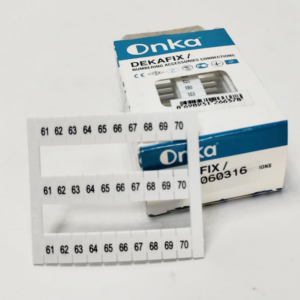 Onka
DEKAFIX /
NUMBERING ACCESSORIES CONNECTIONS
61 62 63 64 65 66 67 68 69 70
Onka
FIX /
060316
IONS
61 62 63 64 65 66 67 68 69 70
61 62 63 64 65 66 67 68 69 70